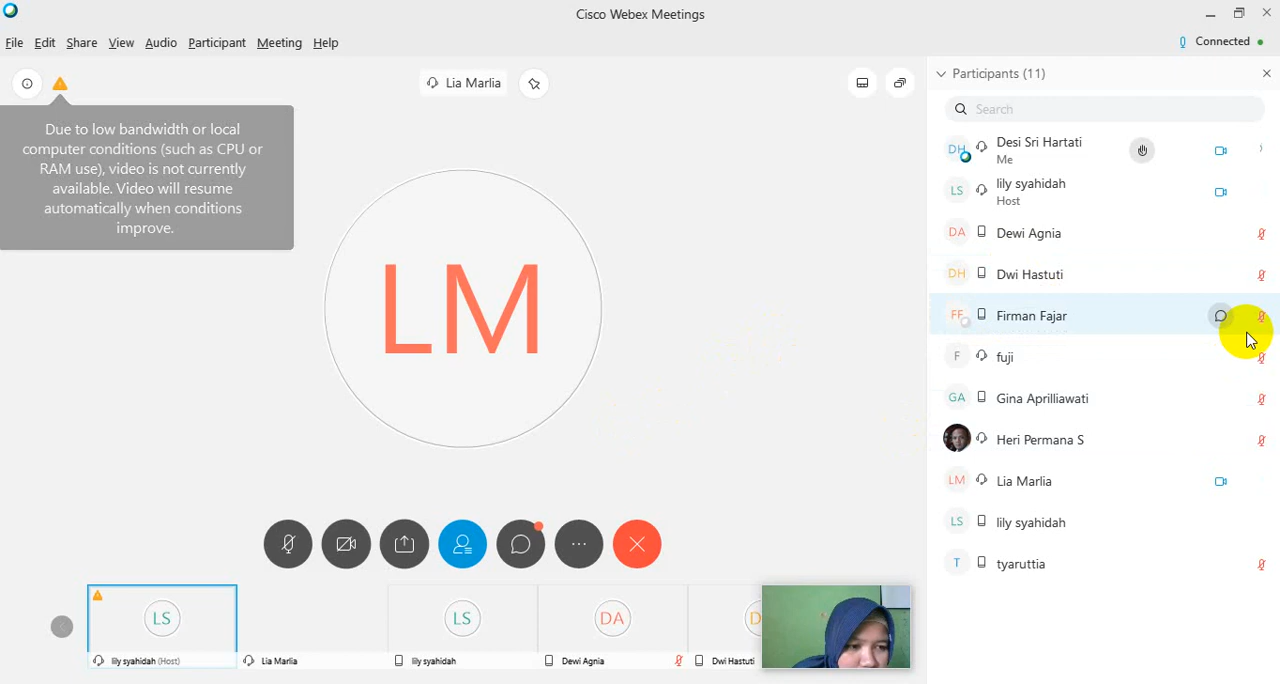 Cisco Webex Meetings
File Edit Share View Audio Participant Meeting Help
Connected
Lia Marlia
Due to low bandwidth or local
computer conditions (such as CPU or
RAM use), video is not currently
available. Video will resume
automatically when conditions
improve.
LM
LS
LS
DA
D
lily syahidah (Host)
Lia Marlia
lily syahidah
Dewi Agnia
Dwi Hastuti
Participants (11)
Search
DH Desi Sri Hartati
Me
LS lily syahidah
Host
DA Dewi Agnia
DH Dwi Hastuti
FF Firman Fajar
F fuji
GA Gina Aprilliawati
Heri Permana S
LM Lia Marlia
LS lily syahidah
T tyaruttia